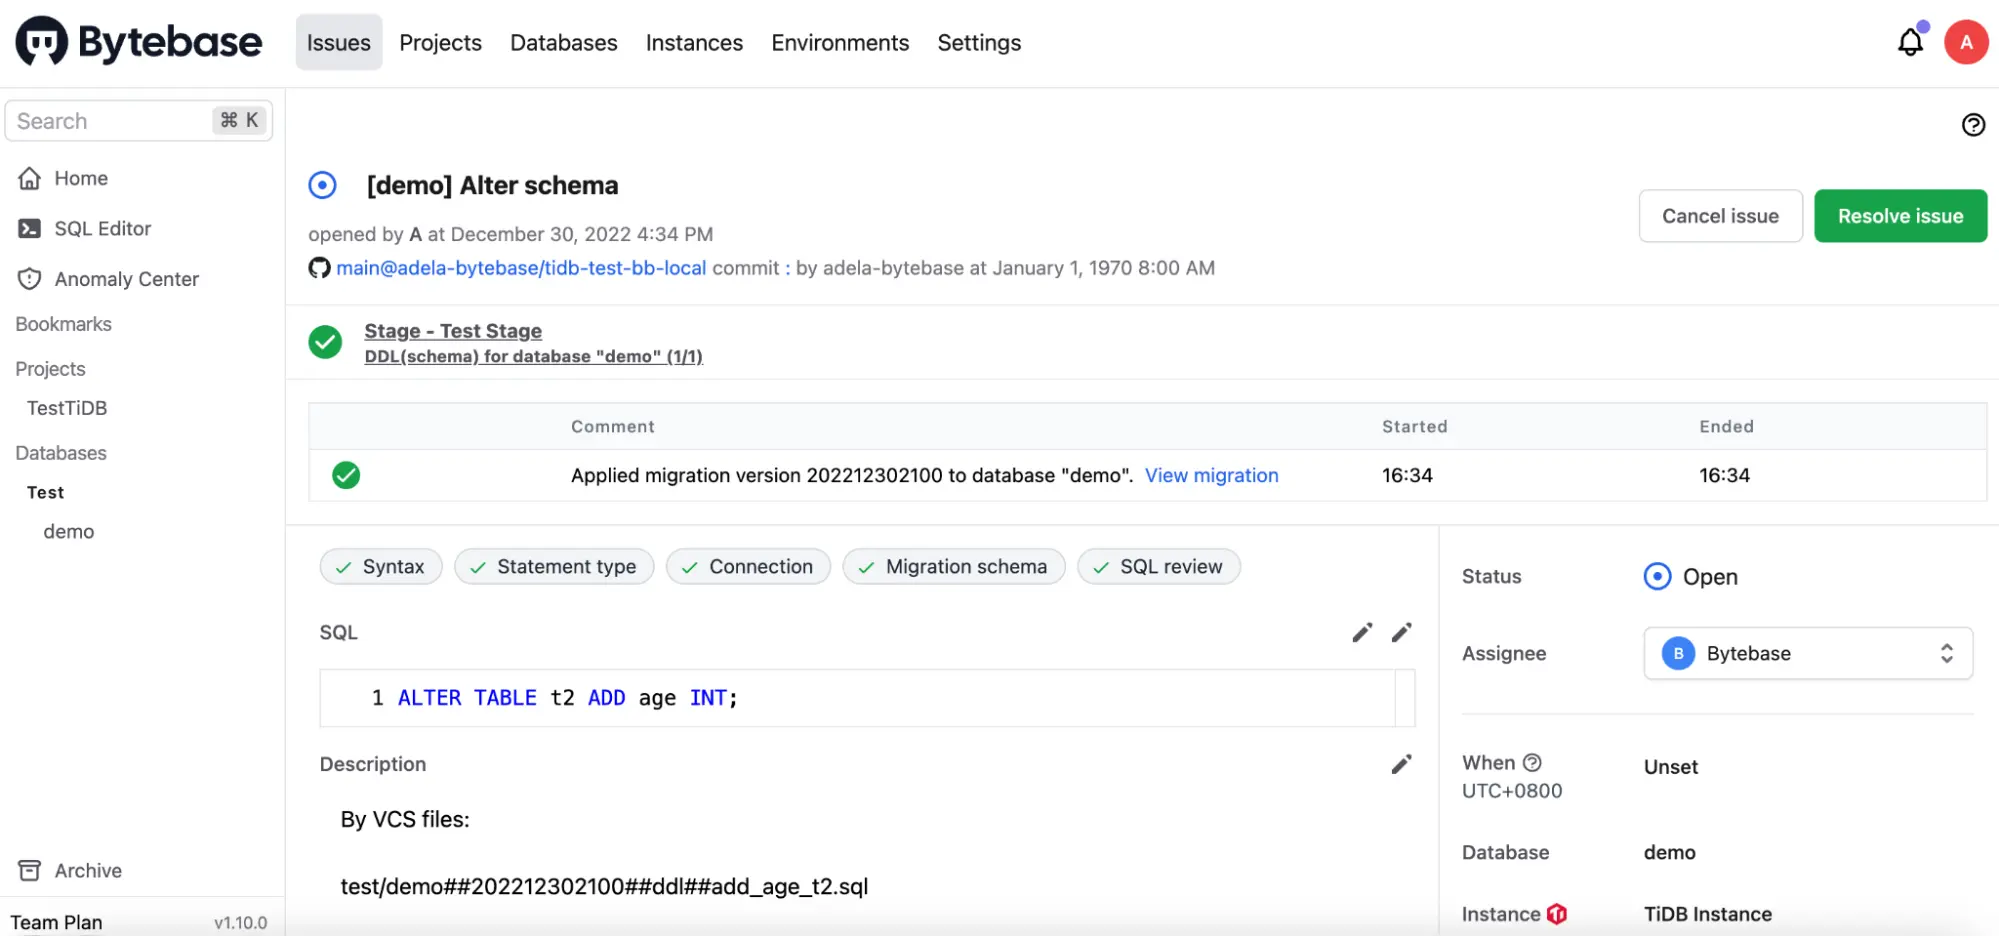 Bytebase
Issues Projects Databases Instances Environments Settings
A
Search ⌘ K
Home
SQL Editor
Anomaly Center
Bookmarks
Projects
TestTiDB
Databases
Test
demo
Archive
Team Plan v1.10.0
[demo] Alter schema
opened by A at December 30, 2022 4:34 PM
main@adela-bytebase/tidb-test-bb-local commit : by adela-bytebase at January 1, 1970 8:00 AM
Cancel issue Resolve issue
Stage - Test Stage
DDL(schema) for database "demo" (1/1)
Comment Started Ended
Applied migration version 202212302100 to database "demo". View migration 16:34 16:34
Syntax Statement type Connection Migration schema SQL review
SQL
1 ALTER TABLE t2 ADD age INT;
Description
By VCS files:
test/demo##202212302100##ddl##add_age_t2.sql
Status Open
Assignee B Bytebase
When Unset
UTC+0800
Database demo
Instance TiDB Instance